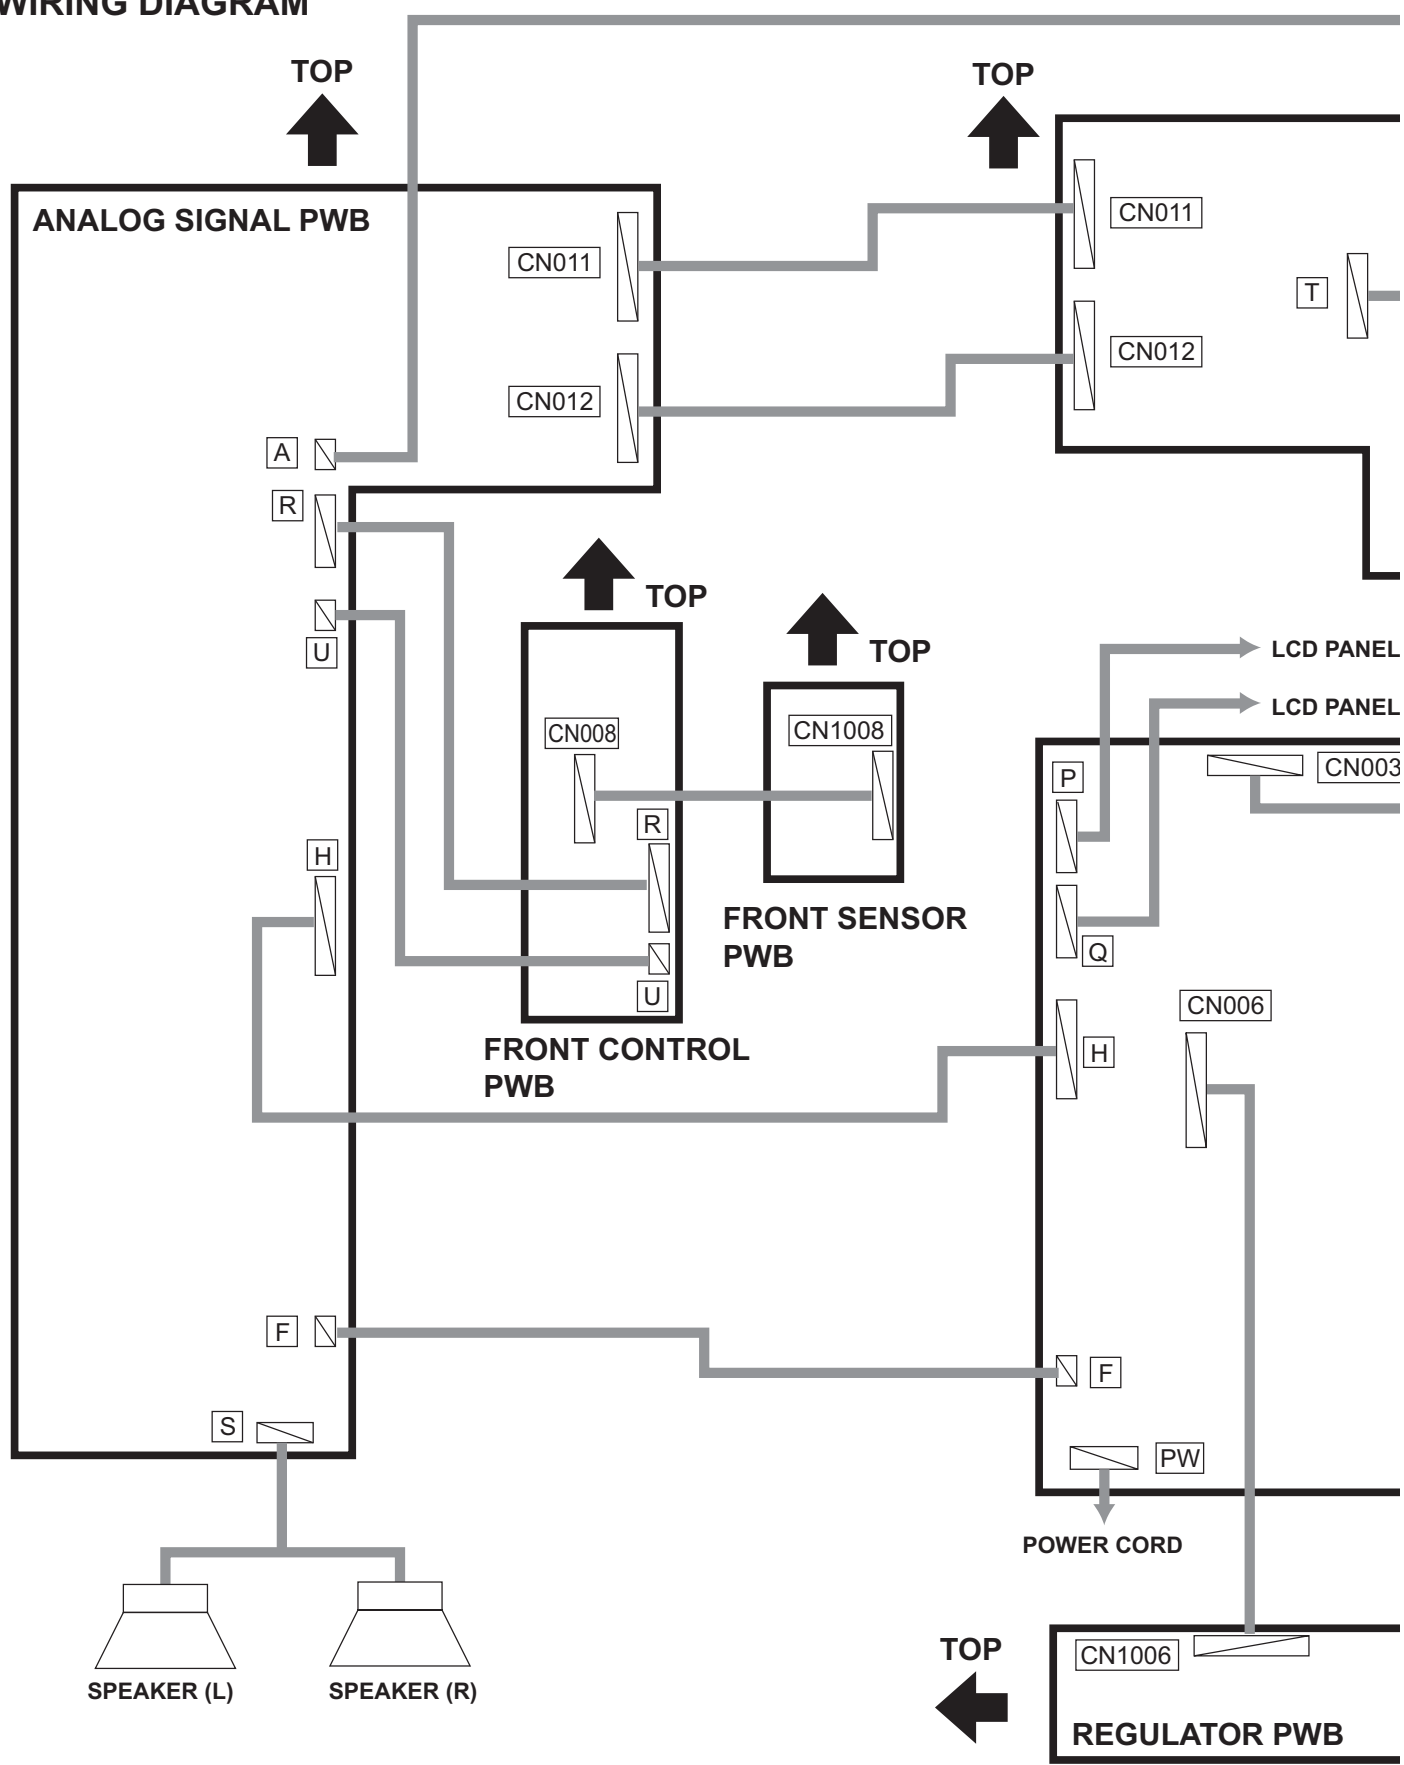 WIRING DIAGRAM
TOP
TOP
ANALOG SIGNAL PWB
CN011
CN011
T
CN012
CN012
A
R
U
TOP
TOP
LCD PANEL
LCD PANEL
CN008
CN1008
P
CN003
R
H
FRONT SENSOR
PWB
Q
U
CN006
H
FRONT CONTROL
PWB
F
F
S
PW
POWER CORD
TOP
CN1006
SPEAKER (L)
SPEAKER (R)
REGULATOR PWB